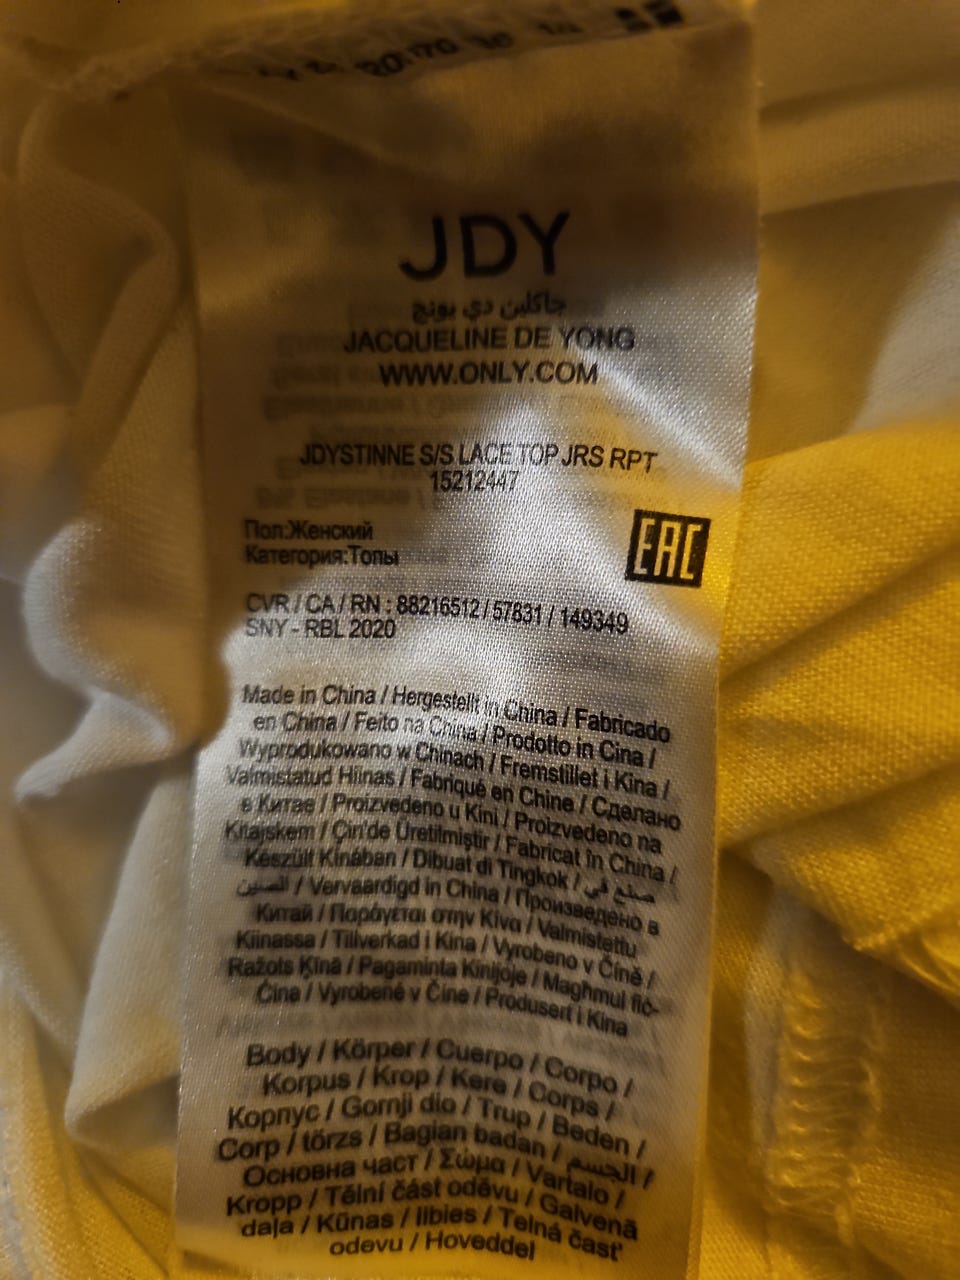 JDY
جاكلين دي يونج
JACQUELINE DE YONG
WWW.ONLY.COM
JDYSTINNE S/S LACE TOP JRS RPT
15212447
Пол:Женский
Категория:Топы
EAC
CVR / CA / RN : 88216512 / 57831 / 149349
SNY - RBL 2020
Made in China / Hergestellt in China / Fabricado
en China / Feito na China / Prodotto in Cina /
Wyprodukowano w Chinach / Fremstillet i Kina /
Valmistatud Hiinas / Fabriqué en Chine / Сделано
в Китае / Proizvedeno u Kini / Proizvedeno na
Kitajskem / Çin'de Üretilmiştir / Fabricat în China /
Készült Kínában / Dibuat di Tingkok / صنع في
الصين / Vervaardigd in China / Произведено в
Китай / Παράγεται στην Κίνα / Valmistettu
Kiinassa / Tillverkad i Kina / Vyrobeno v Číně /
Ražots Ķīnā / Pagaminta Kinijoje / Magħmul fiċ-
Ċina / Vyrobené v Číne / Produsert i Kina
Body / Körper / Cuerpo / Corpo /
Korpus / Krop / Kere / Corps /
Корпус / Gornji dio / Trup / Beden /
Corp / törzs / Bagian badan / الجسم /
Основна част / Σώμα / Vartalo /
Kropp / Tělní část oděvu / Galvenā
daļa / Kūnas / Ilbies / Telná časť
odevu / Hoveddel